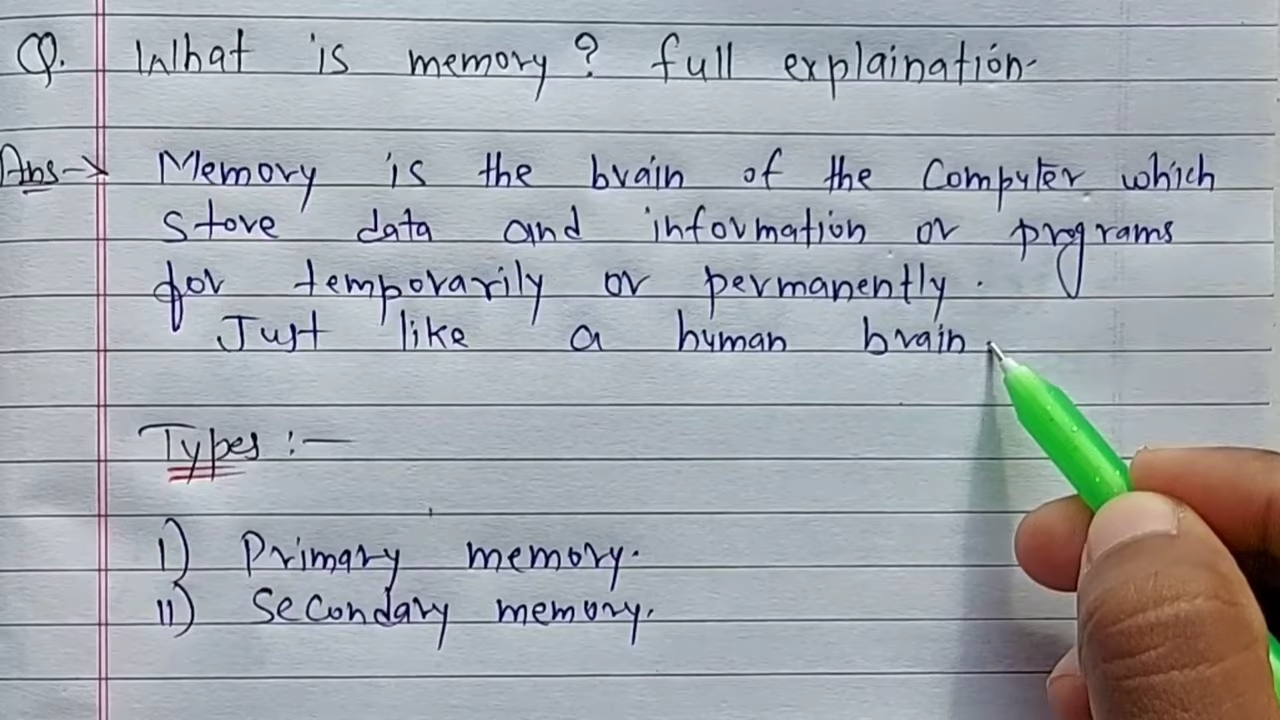 Q. What is memory? full explaination.
Ans-> Memory is the brain of the Computer which
store data and information or programs
for temporarily or permanently.
Just like a human brain.
Types :-
I) Primary memory.
II) Secondary memory.